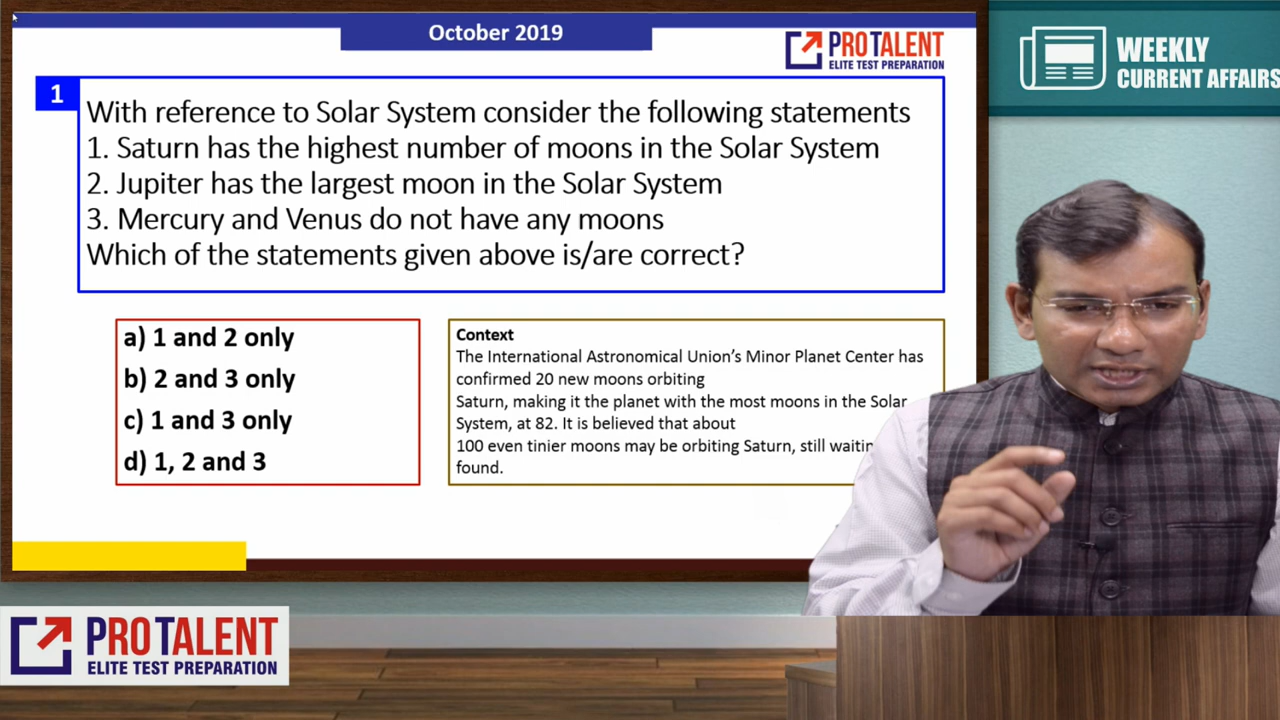 October 2019
PROTALENT
ELITE TEST PREPARATION
WEEKLY
CURRENT AFFAIRS
1
With reference to Solar System consider the following statements
1. Saturn has the highest number of moons in the Solar System
2. Jupiter has the largest moon in the Solar System
3. Mercury and Venus do not have any moons
Which of the statements given above is/are correct?
a) 1 and 2 only
b) 2 and 3 only
c) 1 and 3 only
d) 1, 2 and 3
Context
The International Astronomical Union's Minor Planet Center has
confirmed 20 new moons orbiting
Saturn, making it the planet with the most moons in the Solar
System, at 82. It is believed that about
100 even tinier moons may be orbiting Saturn, still
found.
PROTALENT
ELITE TEST PREPARATION